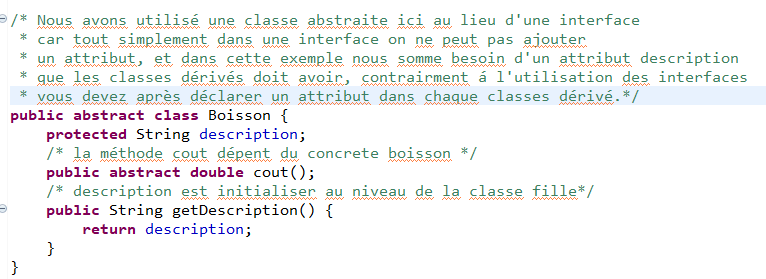 /* Nous avons utilisé une classe abstraite ici au lieu d'une interface
 * car tout simplement dans une interface on ne peut pas ajouter
 * un attribut, et dans cette exemple nous somme besoin d'un attribut description
 * que les classes dérivés doit avoir, contrairment á l'utilisation des interfaces
 * vous devez après déclarer un attribut dans chaque classes dérivé.*/
public abstract class Boisson {
    protected String description;
    /* la méthode cout dépent du concrete boisson */
    public abstract double cout();
    /* description est initialiser au niveau de la classe fille*/
    public String getDescription() {
        return description;
    }
}